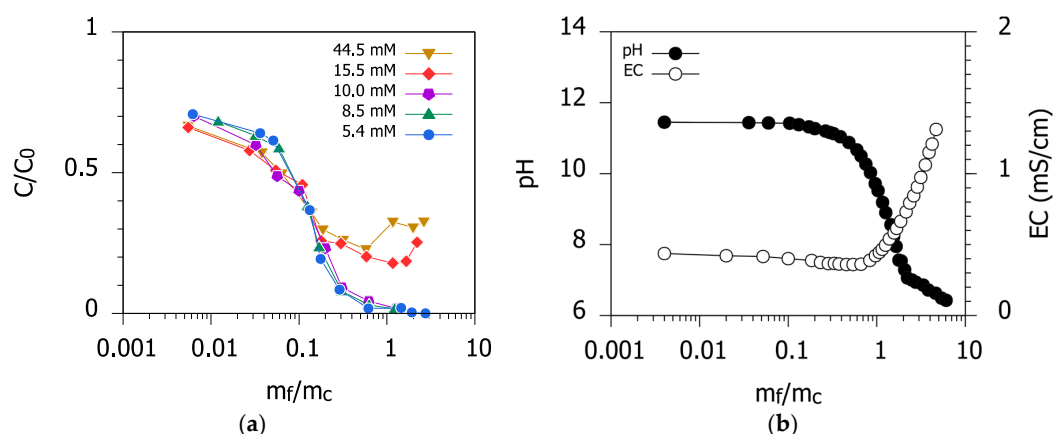 C/C0
1
0.5
0
44.5 mM
15.5 mM
10.0 mM
8.5 mM
5.4 mM
0.001 0.01 0.1 1 10
mf/mc
(a)
pH
14
12
10
8
6
pH
EC
2
1
0
EC (mS/cm)
0.001 0.01 0.1 1 10
mf/mc
(b)